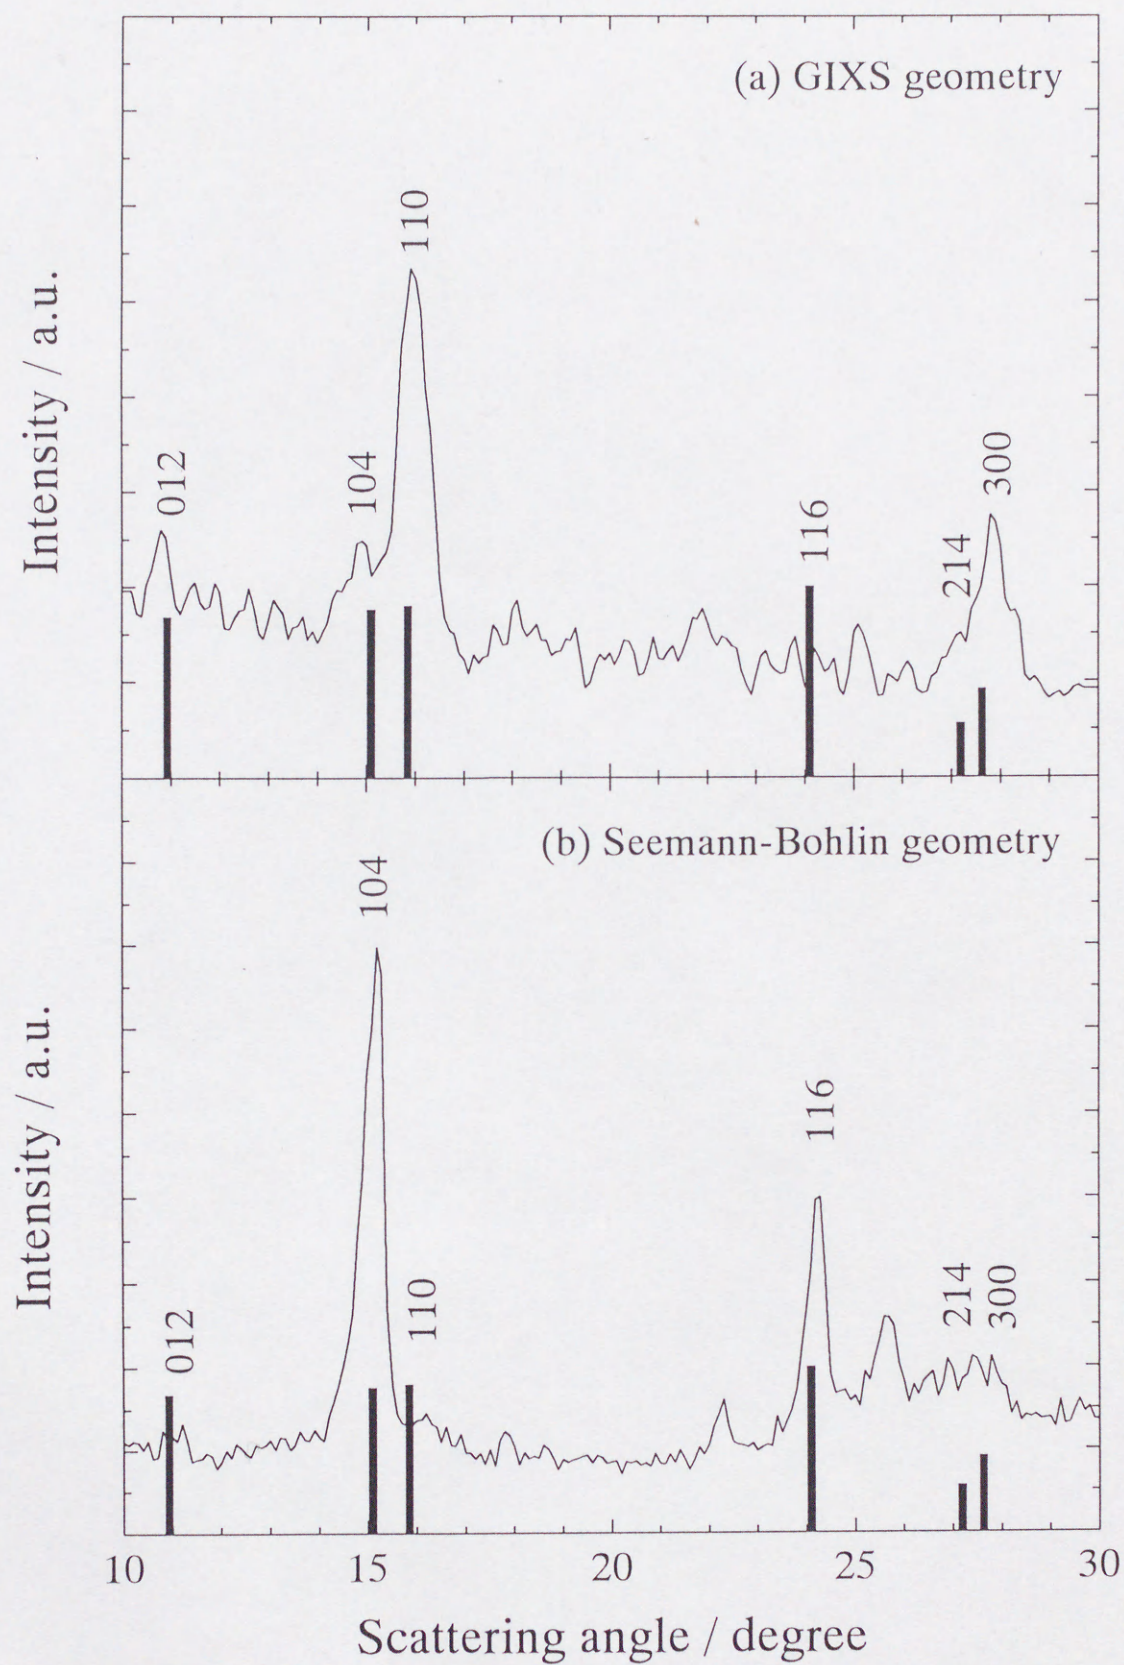 (a) GIXS geometry
Intensity / a.u.
012
104
110
116
214
300
(b) Seemann-Bohlin geometry
Intensity / a.u.
012
104
110
116
214
300
10 15 20 25 30
Scattering angle / degree